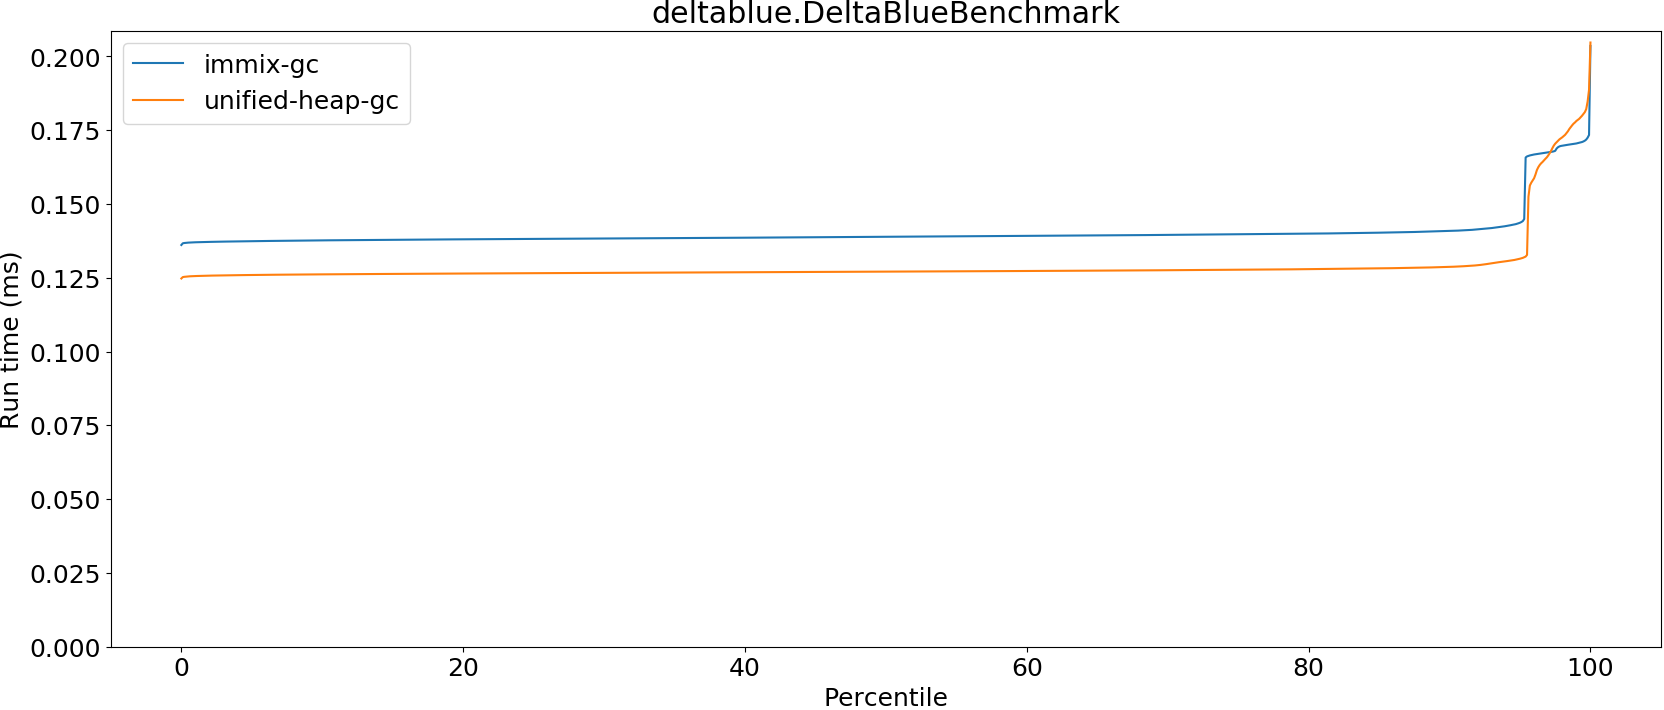 deltablue.DeltaBlueBenchmark
immix-gc
unified-heap-gc
Run time (ms)
0.200
0.175
0.150
0.125
0.100
0.075
0.050
0.025
0.000
0 20 40 60 80 100
Percentile